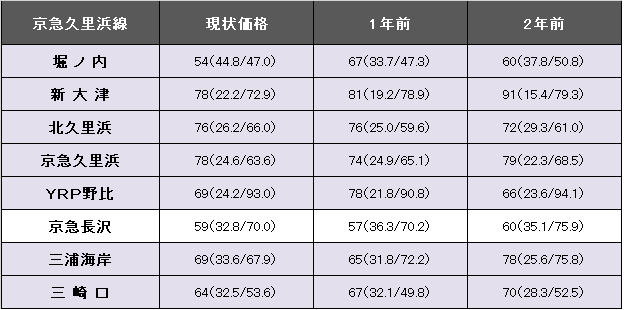 京急久里浜線 現状価格 1年前 2年前
堀ノ内 54(44.8/47.0) 67(33.7/47.3) 60(37.8/50.8)
新大津 78(22.2/72.9) 81(19.2/78.9) 91(15.4/79.3)
北久里浜 76(26.2/66.0) 76(25.0/59.6) 72(29.3/61.0)
京急久里浜 78(24.6/63.6) 74(24.9/65.1) 79(22.3/68.5)
YRP野比 69(24.2/93.0) 78(21.8/90.8) 66(23.6/94.1)
京急長沢 59(32.8/70.0) 57(36.3/70.2) 60(35.1/75.9)
三浦海岸 69(33.6/67.9) 65(31.8/72.2) 78(25.6/75.8)
三崎口 64(32.5/53.6) 67(32.1/49.8) 70(28.3/52.5)